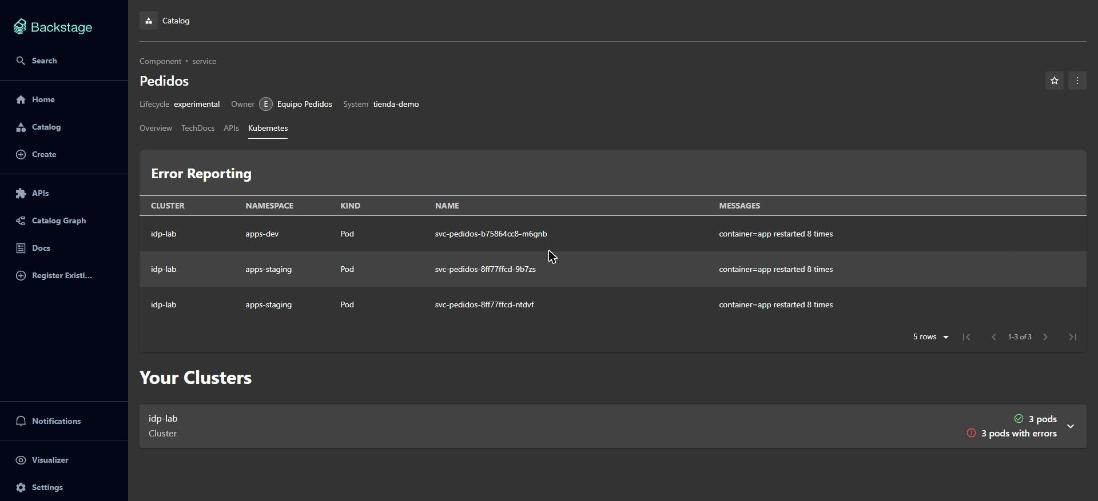 Backstage
Catalog
Search
Component • service
Pedidos
Home
Lifecycle experimental Owner E Equipo Pedidos System tienda-demo
Catalog
Overview TechDocs APIs Kubernetes
Create
Error Reporting
APIs
CLUSTER NAMESPACE KIND NAME MESSAGES
Catalog Graph
idp-lab apps-dev Pod svc-pedidos-b75864cc8-m6gnb container=app restarted 8 times
Docs
idp-lab apps-staging Pod svc-pedidos-8ff77ffcd-9b7zs container=app restarted 8 times
Register Existi...
idp-lab apps-staging Pod svc-pedidos-8ff77ffcd-ntdvf container=app restarted 8 times
5 rows 1-3 of 3
Your Clusters
idp-lab 3 pods
Notifications
Cluster 3 pods with errors
Visualizer
Settings